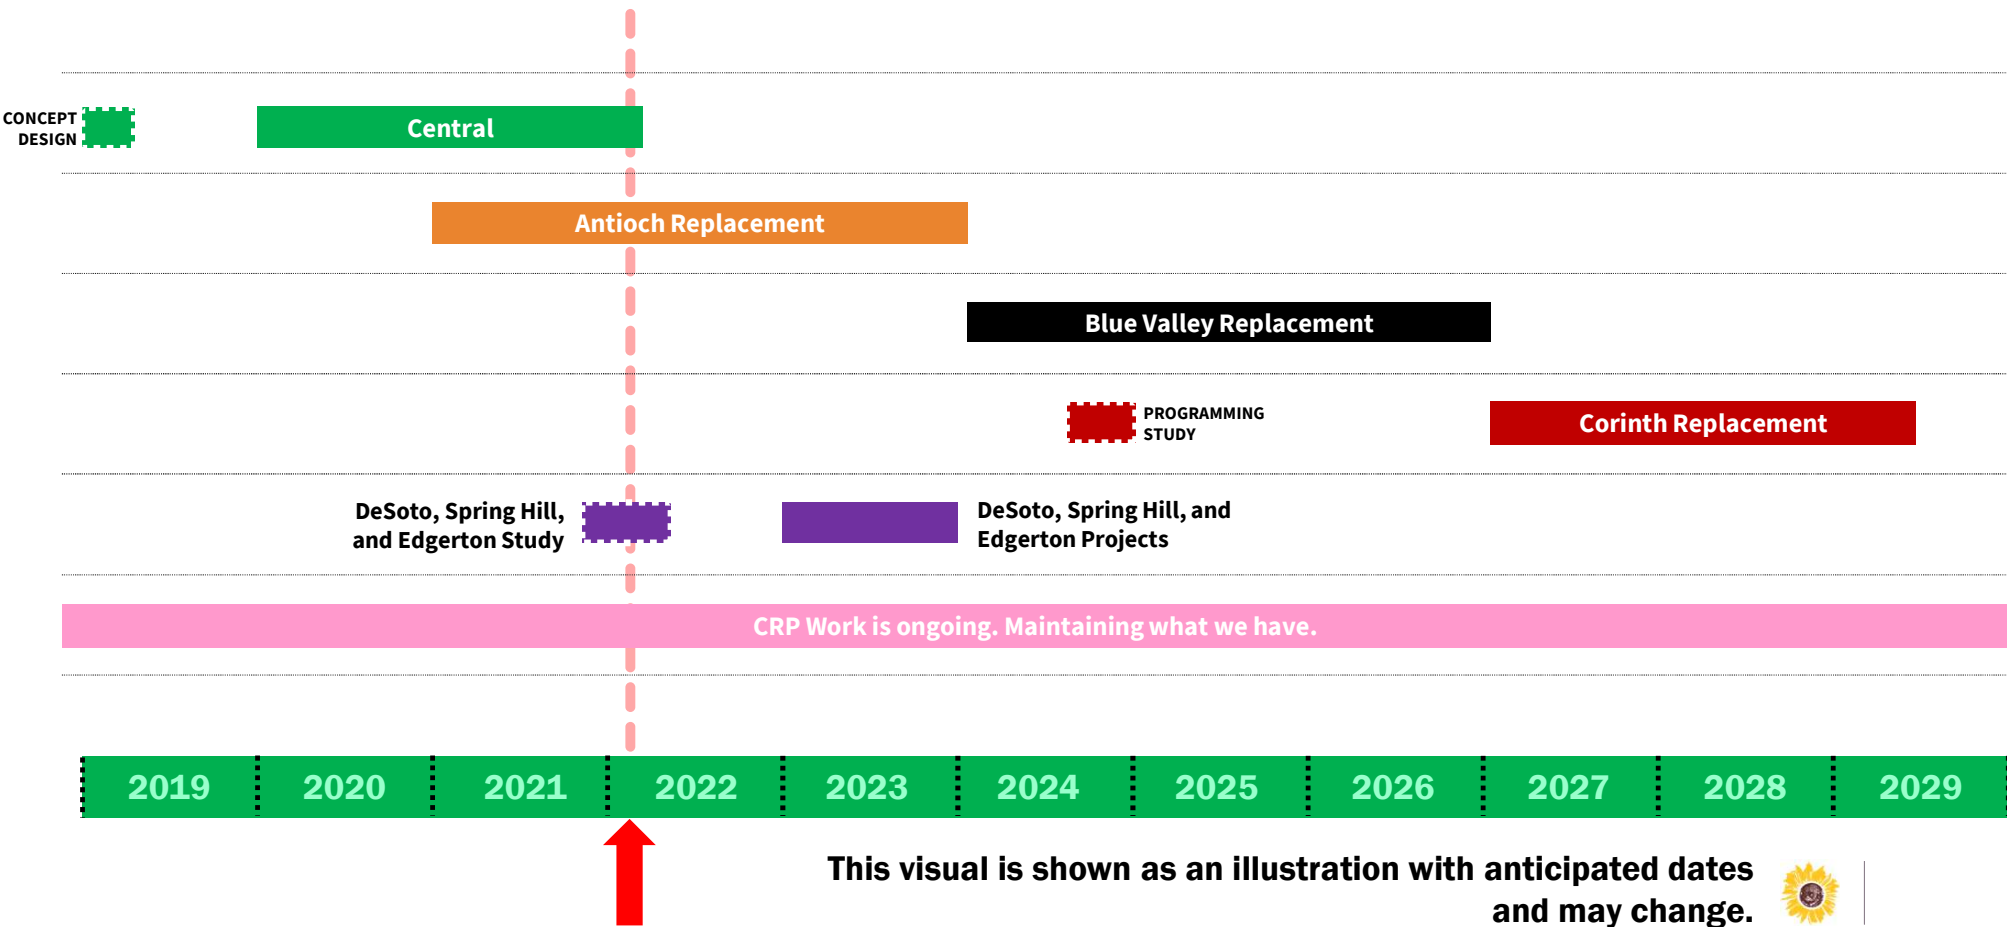 CONCEPT
DESIGN
Central
Antioch Replacement
Blue Valley Replacement
PROGRAMMING
STUDY
Corinth Replacement
DeSoto, Spring Hill,
and Edgerton Study
DeSoto, Spring Hill, and
Edgerton Projects
CRP Work is ongoing. Maintaining what we have.
2019 2020 2021 2022 2023 2024 2025 2026 2027 2028 2029
This visual is shown as an illustration with anticipated dates
and may change.